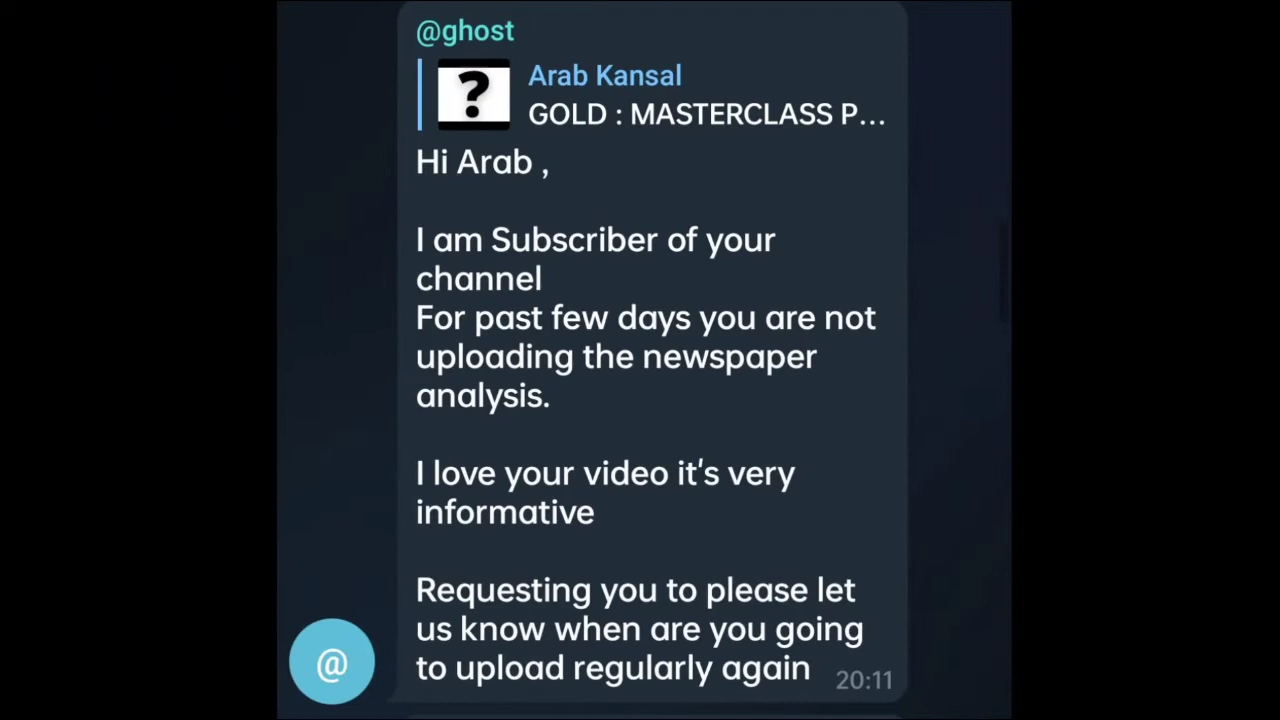 @ghost
?
Arab Kansal
GOLD : MASTERCLASS P...
Hi Arab ,
I am Subscriber of your
channel
For past few days you are not
uploading the newspaper
analysis.
I love your video it's very
informative
Requesting you to please let
us know when are you going
to upload regularly again
20:11
@